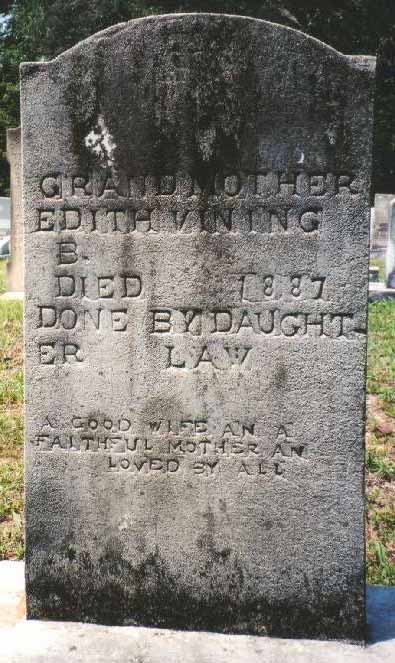 GRANDMOTHER
EDITH VINING
B.
DIED 1887
DONE BY DAUGHT-
ER LAW
A GOOD WIFE AN A
FAITHFUL MOTHER AN
LOVED BY ALL